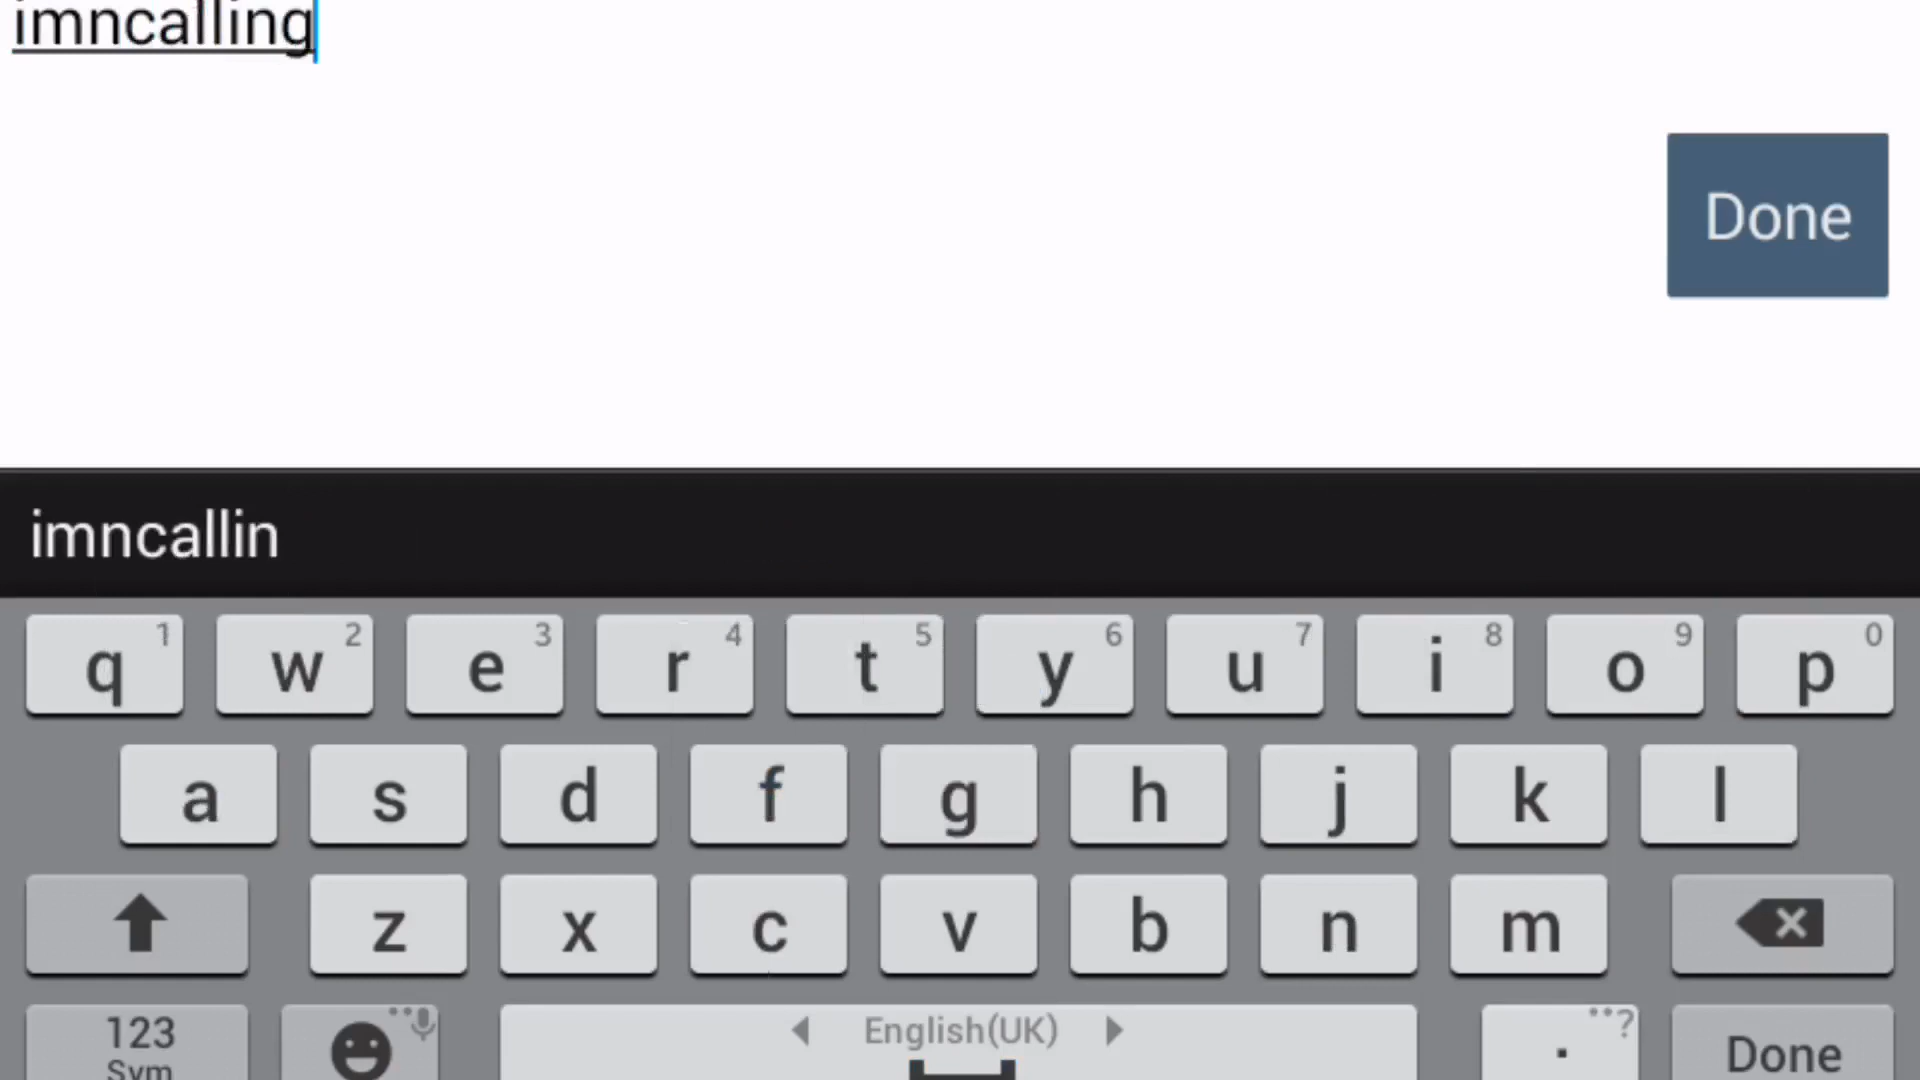 imncalling
Done
imncallin
q 1 w 2 e 3 r 4 t 5 y 6 u 7 i 8 o 9 p 0
a s d f g h j k l
z x c v b n m
123 English(UK) . ? Done
Sym